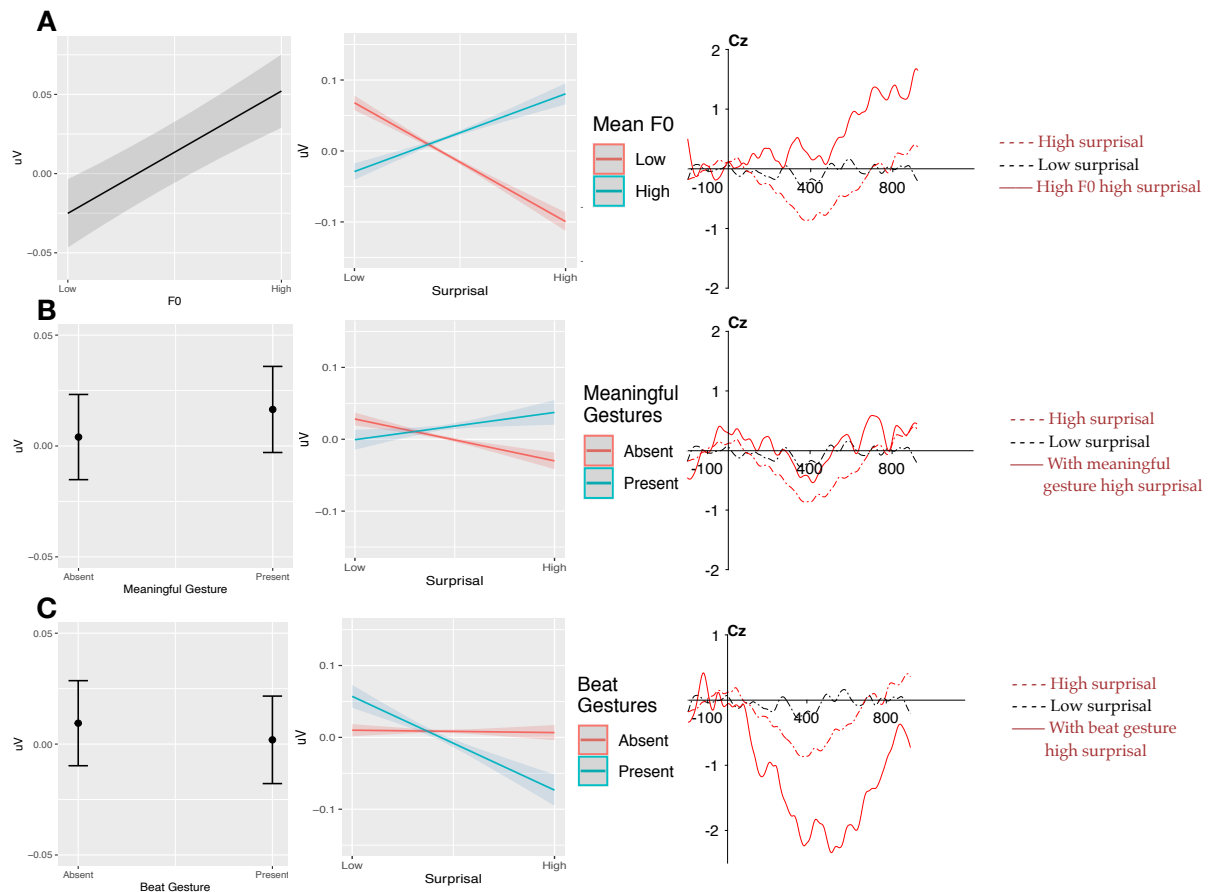 A
uV
0.05
0.00
−0.05
Low
High
F0
uV
0.1
0.0
−0.1
Low
High
Surprisal
Mean F0
Low
High
Cz
2
1
-1
-2
-100
400
800
High surprisal
Low surprisal
High F0 high surprisal
B
uV
0.05
0.00
−0.05
Absent
Present
Meaningful Gesture
uV
0.1
0.0
−0.1
Low
High
Surprisal
Meaningful
Gestures
Absent
Present
Cz
2
1
-1
-2
-100
400
800
High surprisal
Low surprisal
With meaningful
gesture high surprisal
C
uV
0.05
0.00
−0.05
Absent
Present
Beat Gesture
uV
0.1
0.0
−0.1
Low
High
Surprisal
Beat
Gestures
Absent
Present
Cz
1
-1
-2
-100
400
800
High surprisal
Low surprisal
With beat gesture
high surprisal